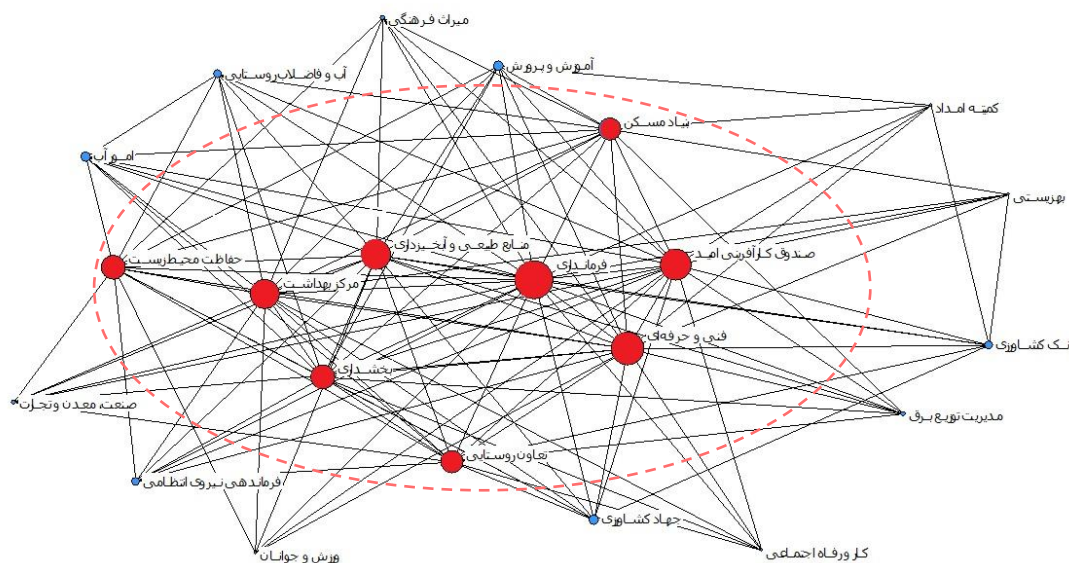 میراث فرهنگی
آموزش و پرورش
آب و فاضلاب روستایی
کمیته امداد
بنیاد مسکن
امور آب
بهزیستی
منابع طبیعی و آبخیزداری
صندوق کارآفرینی امید
حفاظت محیط‌زیست
فرمانداری
مرکز بهداشت
فنی و حرفه‌ای
نک کشاورزی
بخشداری
صنعت، معدن و تجارت
مدیریت توزیع برق
تعاون روستایی
فرماندهی نیروی انتظامی
جهاد کشاورزی
ورزش و جوانان
کار و رفاه اجتماعی